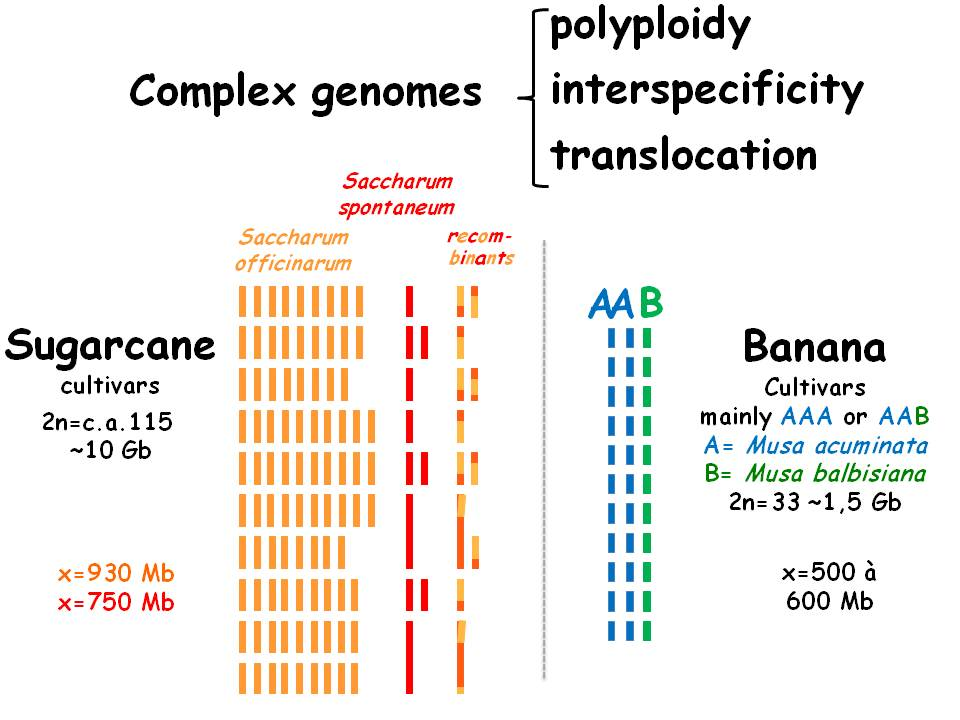 Complex genomes
polyploidy
interspecificity
translocation
Saccharum
spontaneum
Saccharum
officinarum
recom-
binants
Sugarcane
cultivars
2n=c.a.115
~10 Gb
x=930 Mb
x=750 Mb
AAB
Banana
Cultivars
mainly AAA or AAB
A= Musa acuminata
B= Musa balbisiana
2n=33 ~1,5 Gb
x=500 à
600 Mb